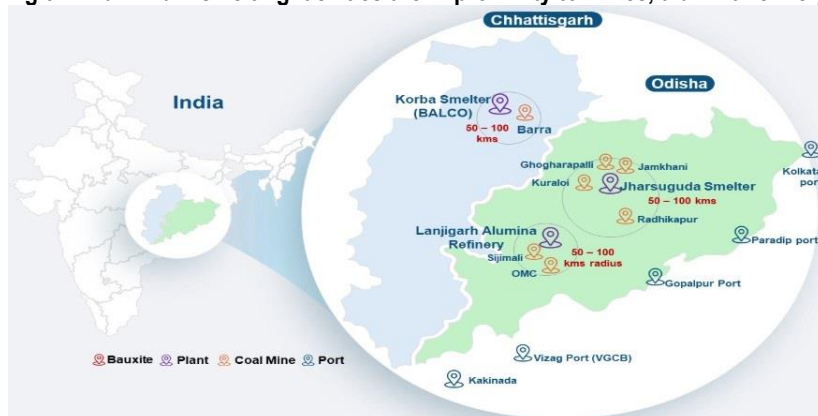 Chhattisgarh
India
Odisha
Korba Smelter
(BALCO)
50 – 100
kms
Barra
Ghogharapalli
Jamkhani
Kuraloi
Jharsuguda Smelter
50 – 100 kms
Radhikapur
Kolkata
port
Lanjigarh Alumina
Refinery
50 – 100
kms radius
Sijimali
OMC
Paradip port
Gopalpur Port
Bauxite
Plant
Coal Mine
Port
Vizag Port (VGCB)
Kakinada